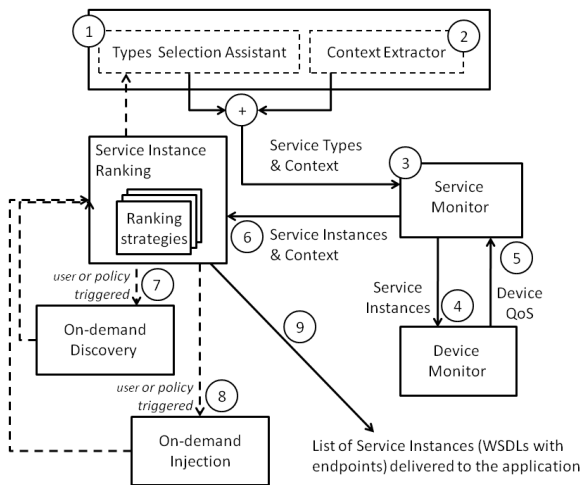 1
2
Types Selection Assistant
Context Extractor
+
Service Instance
Ranking
Service Types
& Context
3
Service
Monitor
Ranking
strategies
6
Service Instances
& Context
5
user or policy
triggered
7
Service
Instances
4
Device
QoS
On-demand
Discovery
9
Device
Monitor
user or policy
triggered
8
On-demand
Injection
List of Service Instances (WSDLs with
endpoints) delivered to the application